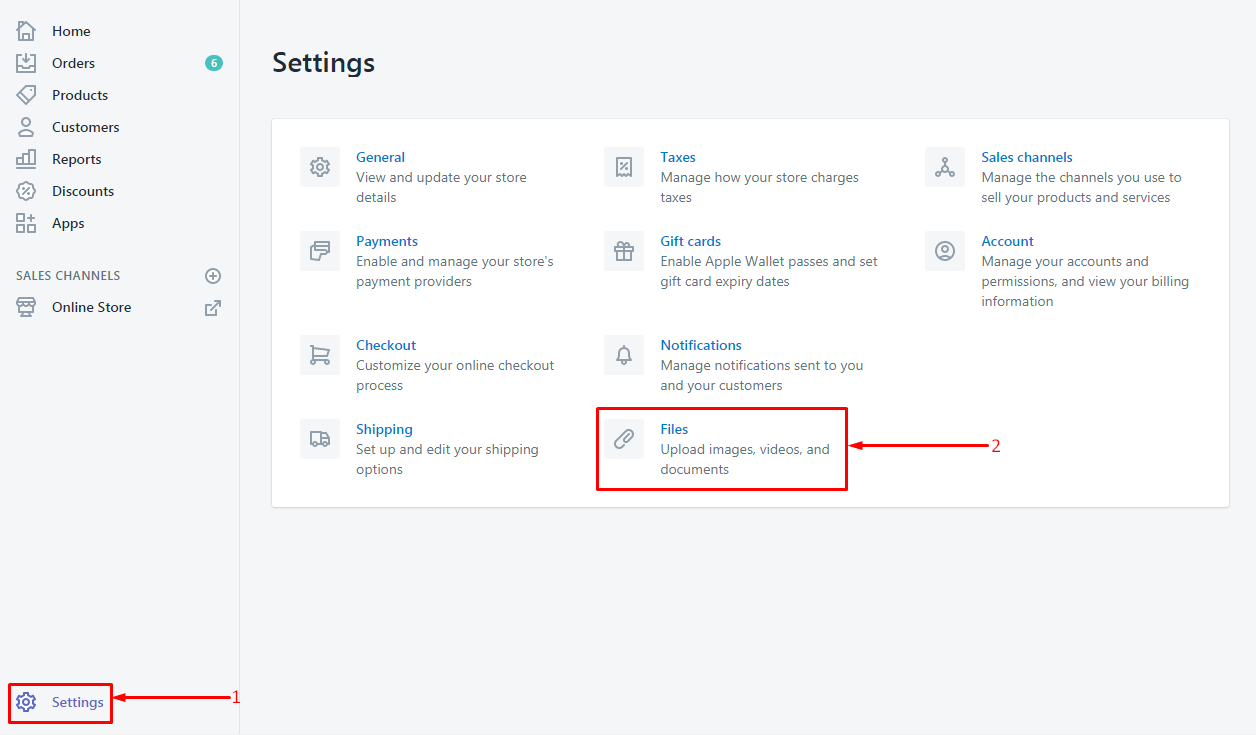 Home
Orders 6
Products
Customers
Reports
Discounts
Apps
SALES CHANNELS
Online Store
Settings
1
Settings
General
View and update your store
details
Taxes
Manage how your store charges
taxes
Sales channels
Manage the channels you use to
sell your products and services
Payments
Enable and manage your store's
payment providers
Gift cards
Enable Apple Wallet passes and set
gift card expiry dates
Account
Manage your accounts and
permissions, and view your billing
information
Checkout
Customize your online checkout
process
Notifications
Manage notifications sent to you
and your customers
Shipping
Set up and edit your shipping
options
Files
Upload images, videos, and
documents
2